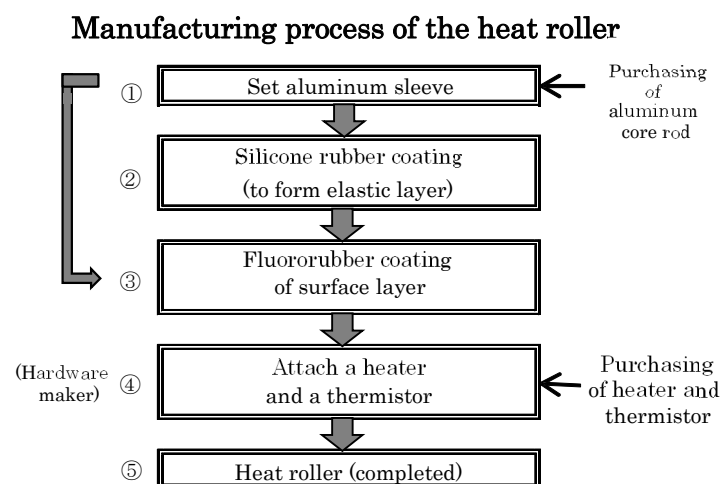 Manufacturing process of the heat roller
① Set aluminum sleeve
Purchasing
of
aluminum
core rod
② Silicone rubber coating
(to form elastic layer)
③ Fluororubber coating
of surface layer
(Hardware
maker)
④ Attach a heater
and a thermistor
Purchasing
of heater and
thermistor
⑤ Heat roller (completed)